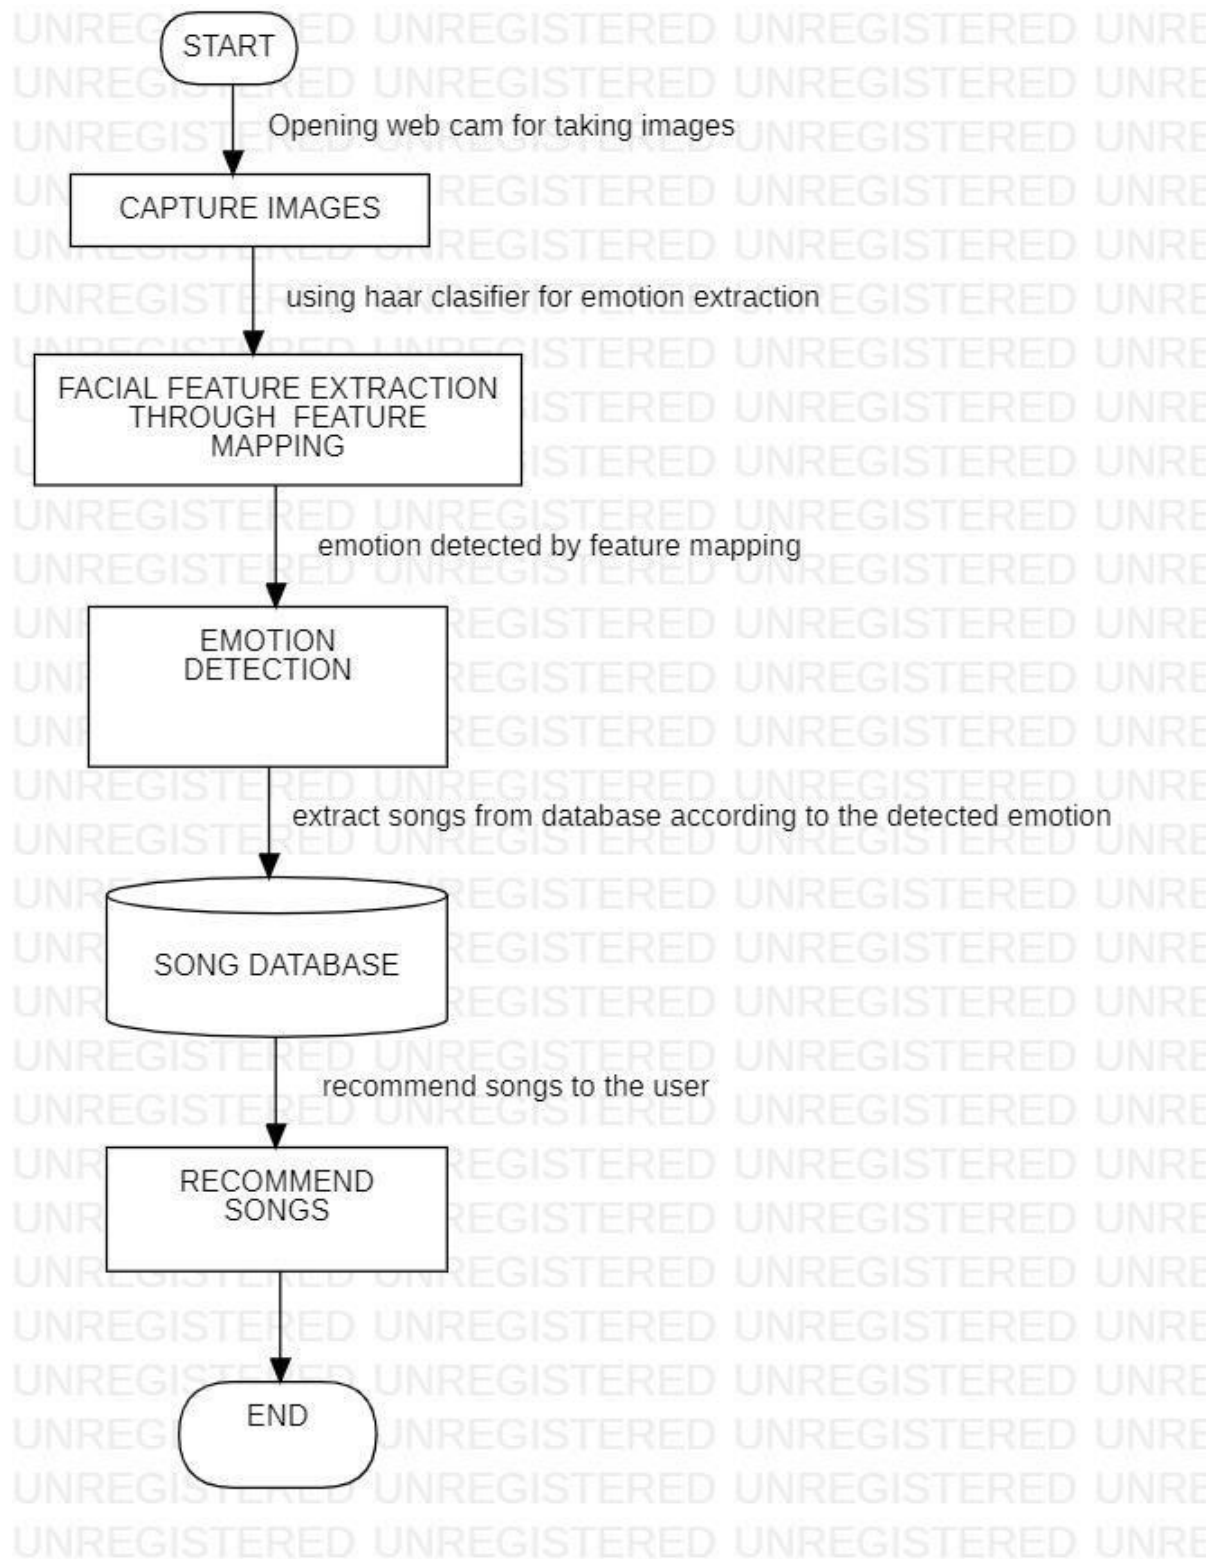 START
Opening web cam for taking images
CAPTURE IMAGES
using haar clasifier for emotion extraction
FACIAL FEATURE EXTRACTION
THROUGH FEATURE
MAPPING
emotion detected by feature mapping
EMOTION
DETECTION
extract songs from database according to the detected emotion
SONG DATABASE
recommend songs to the user
RECOMMEND
SONGS
END
UNREGISTERED